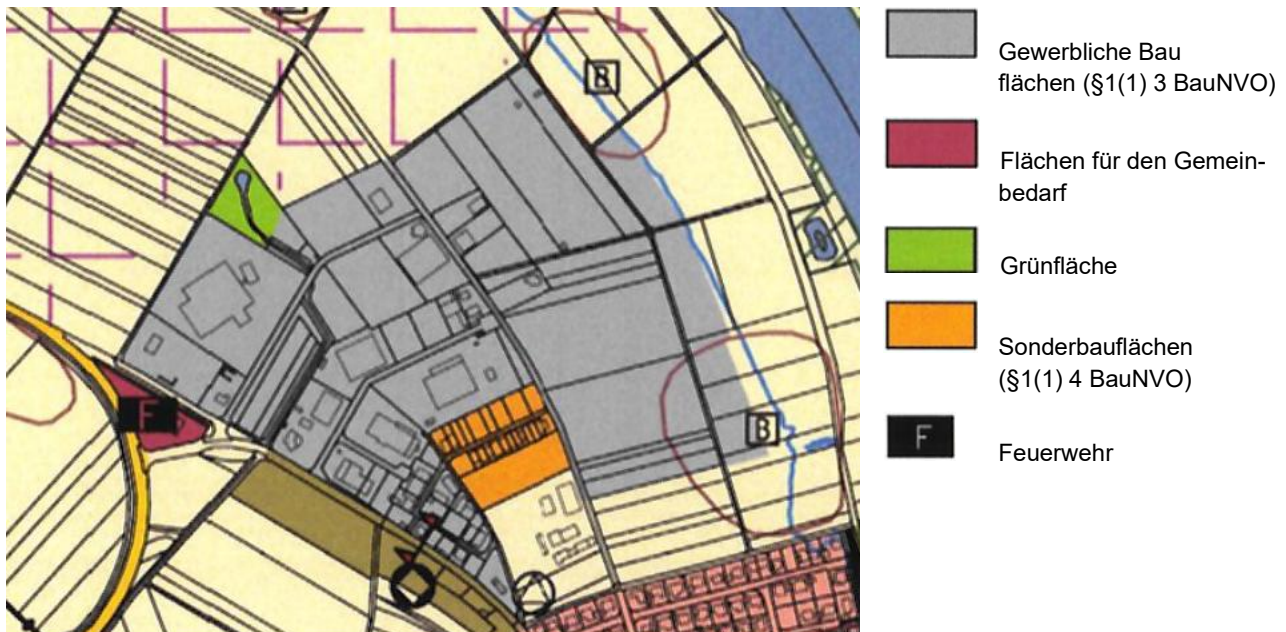 B
F
B
Gewerbliche Bau
flächen (§1(1) 3 BauNVO)
Flächen für den Gemein-
bedarf
Grünfläche
Sonderbauflächen
(§1(1) 4 BauNVO)
F
Feuerwehr